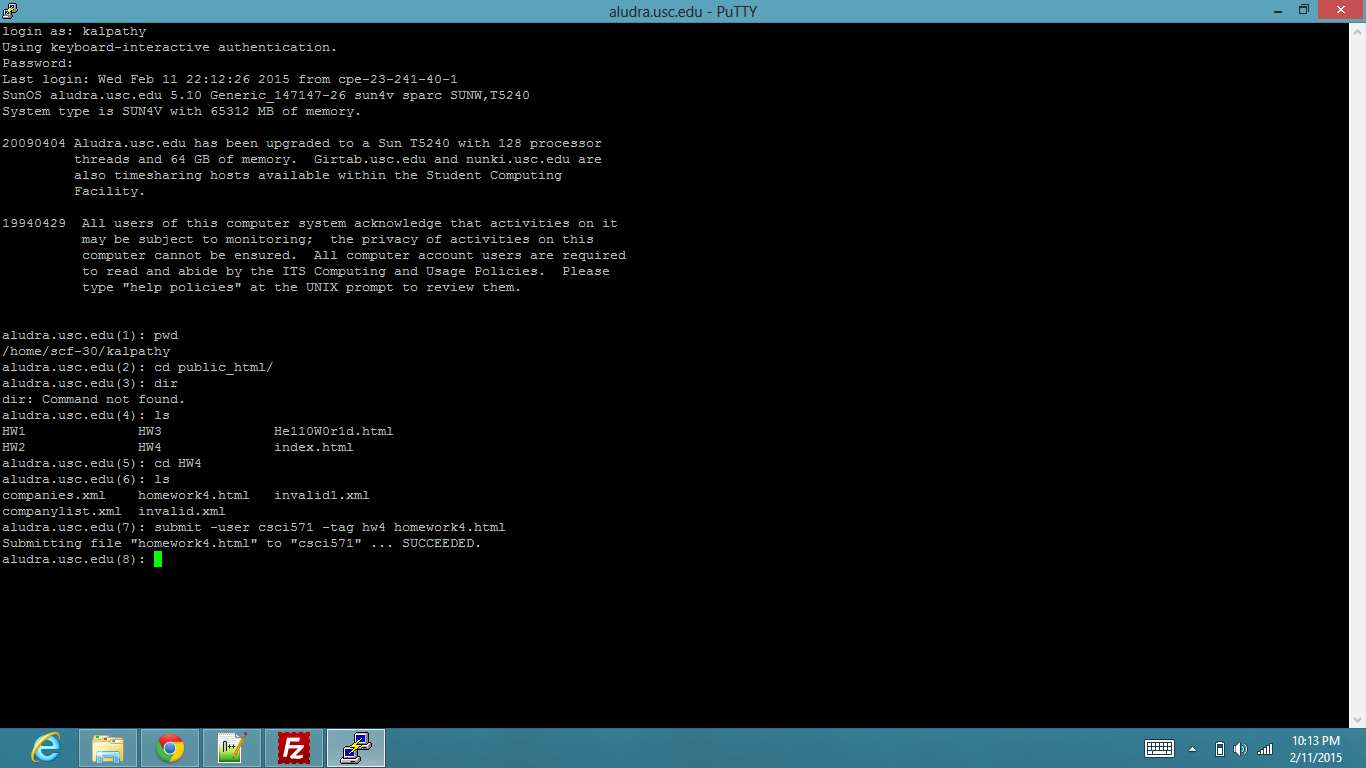 aludra.usc.edu - PuTTY
login as: kalpathy
Using keyboard-interactive authentication.
Password:
Last login: Wed Feb 11 22:12:26 2015 from cpe-23-241-40-1
SunOS aludra.usc.edu 5.10 Generic_147147-26 sun4v sparc SUNW,T5240
System type is SUN4V with 65312 MB of memory.
20090404 Aludra.usc.edu has been upgraded to a Sun T5240 with 128 processor
threads and 64 GB of memory.  Girtab.usc.edu and nunki.usc.edu are
also timesharing hosts available within the Student Computing
Facility.
19940429  All users of this computer system acknowledge that activities on it
may be subject to monitoring;  the privacy of activities on this
computer cannot be ensured.  All computer account users are required
to read and abide by the ITS Computing and Usage Policies.  Please
type "help policies" at the UNIX prompt to review them.
aludra.usc.edu(1): pwd
/home/scf-30/kalpathy
aludra.usc.edu(2): cd public_html/
aludra.usc.edu(3): dir
dir: Command not found.
aludra.usc.edu(4): ls
HW1              HW3              He110W0r1d.html
HW2              HW4              index.html
aludra.usc.edu(5): cd HW4
aludra.usc.edu(6): ls
companies.xml    homework4.html   invalid1.xml
companylist.xml  invalid.xml
aludra.usc.edu(7): submit -user csci571 -tag hw4 homework4.html
Submitting file "homework4.html" to "csci571" ... SUCCEEDED.
aludra.usc.edu(8):
10:13 PM
2/11/2015